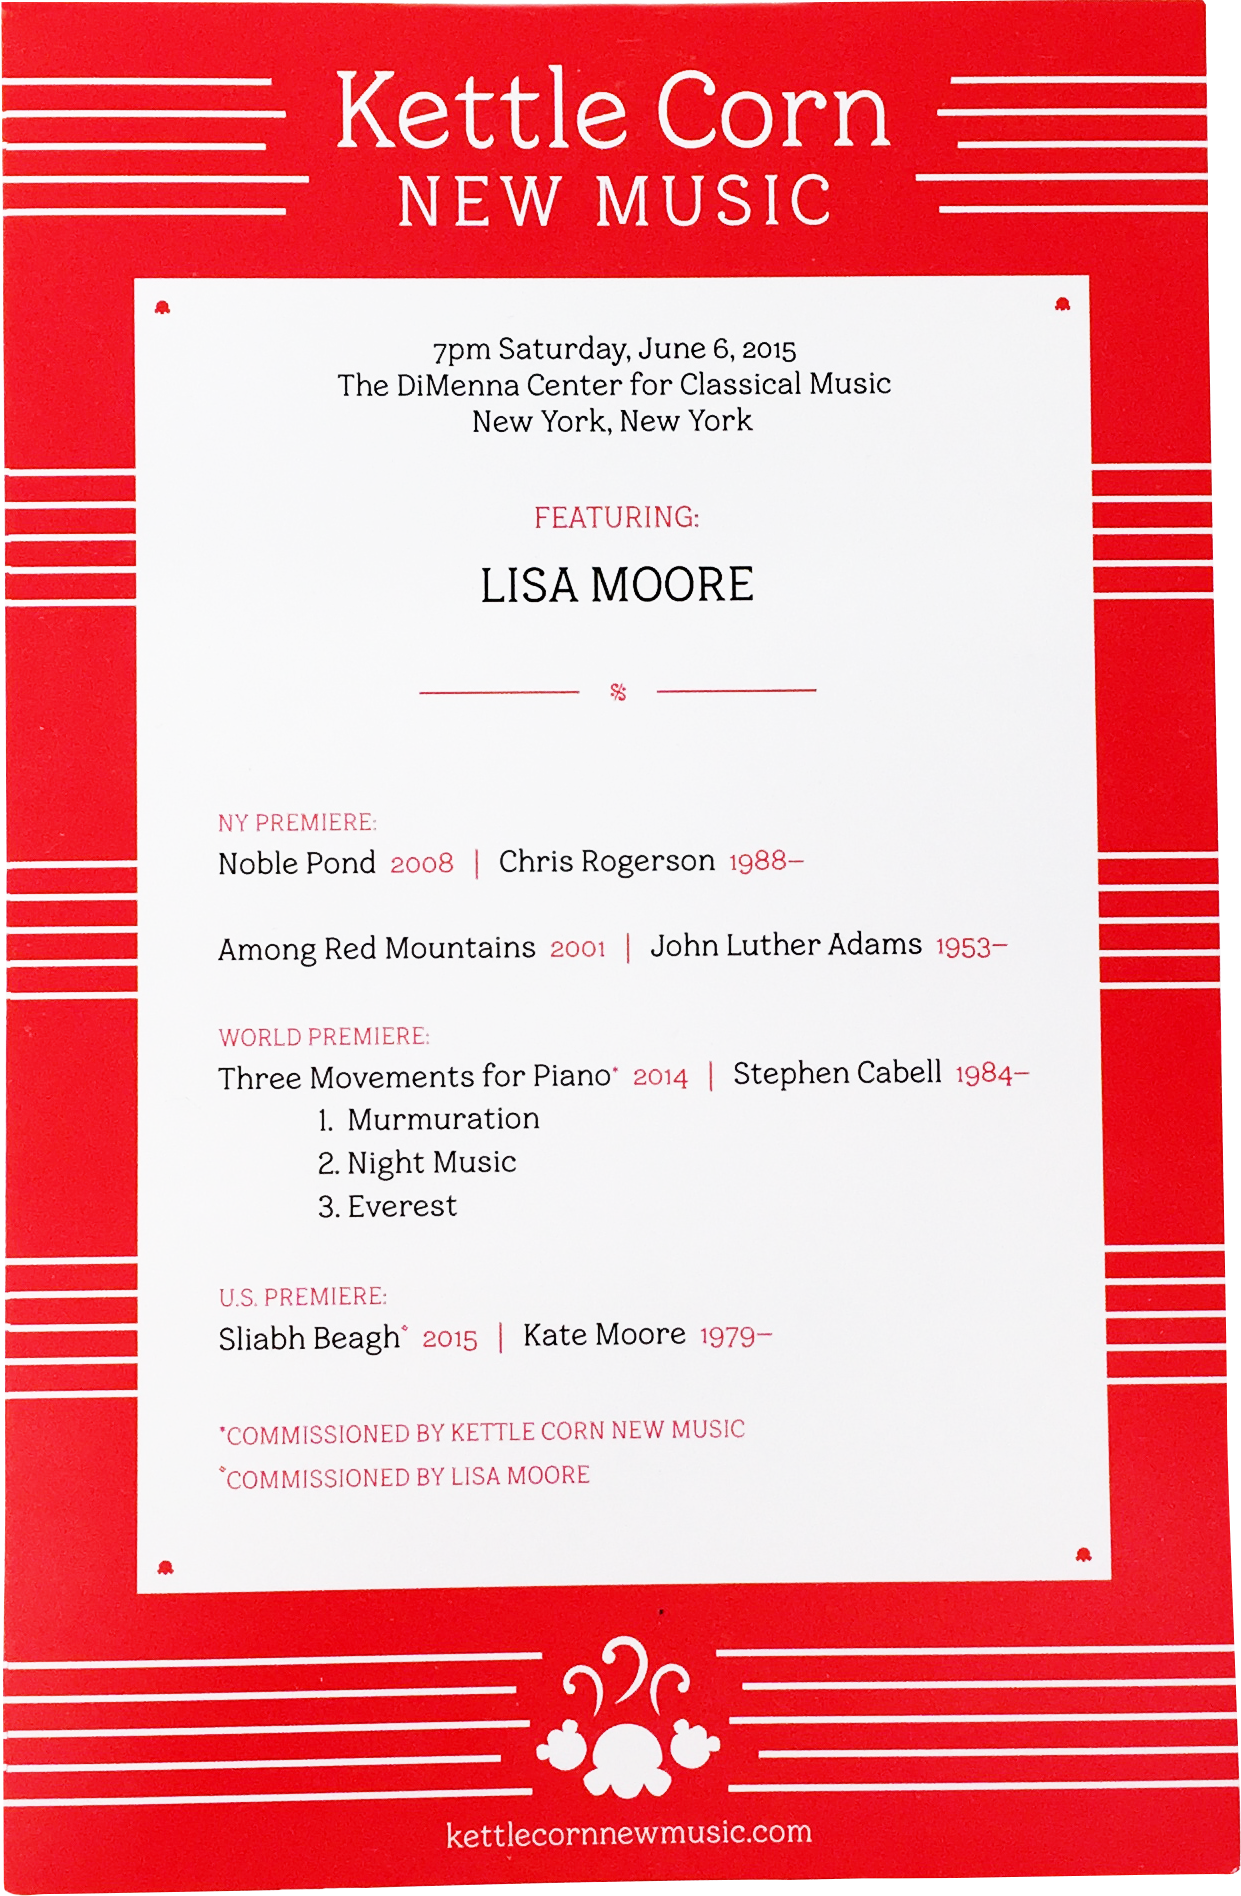 Kettle Corn
NEW MUSIC
7pm Saturday, June 6, 2015
The DiMenna Center for Classical Music
New York, New York
FEATURING:
LISA MOORE
NY PREMIERE:
Noble Pond 2008 | Chris Rogerson 1988–
Among Red Mountains 2001 | John Luther Adams 1953–
WORLD PREMIERE:
Three Movements for Piano* 2014 | Stephen Cabell 1984–
1. Murmuration
2. Night Music
3. Everest
U.S. PREMIERE:
Sliabh Beagh˚ 2015 | Kate Moore 1979–
*COMMISSIONED BY KETTLE CORN NEW MUSIC
˚COMMISSIONED BY LISA MOORE
kettlecornnewmusic.com